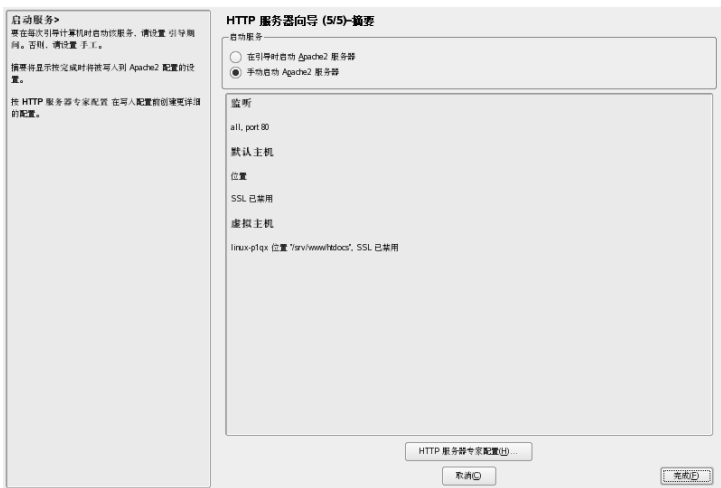 启动服务>
要在每次引导计算机时启动该服务, 请设置 引导期
间。否则, 请设置 手工。
摘要将显示按完成时将被写入到 Apache2 配置的设
置。
按 HTTP 服务器专家配置 在写入配置前创建更详细
的配置。
HTTP 服务器向导 (5/5)–摘要
启动服务
在引导时启动 Apache2 服务器
手动启动 Apache2 服务器
监听
all, port 80
默认主机
位置
SSL 已禁用
虚拟主机
linux-p1qx 位置 "/srv/www/htdocs", SSL 已禁用
HTTP 服务器专家配置(H)...
取消(C)
完成(F)